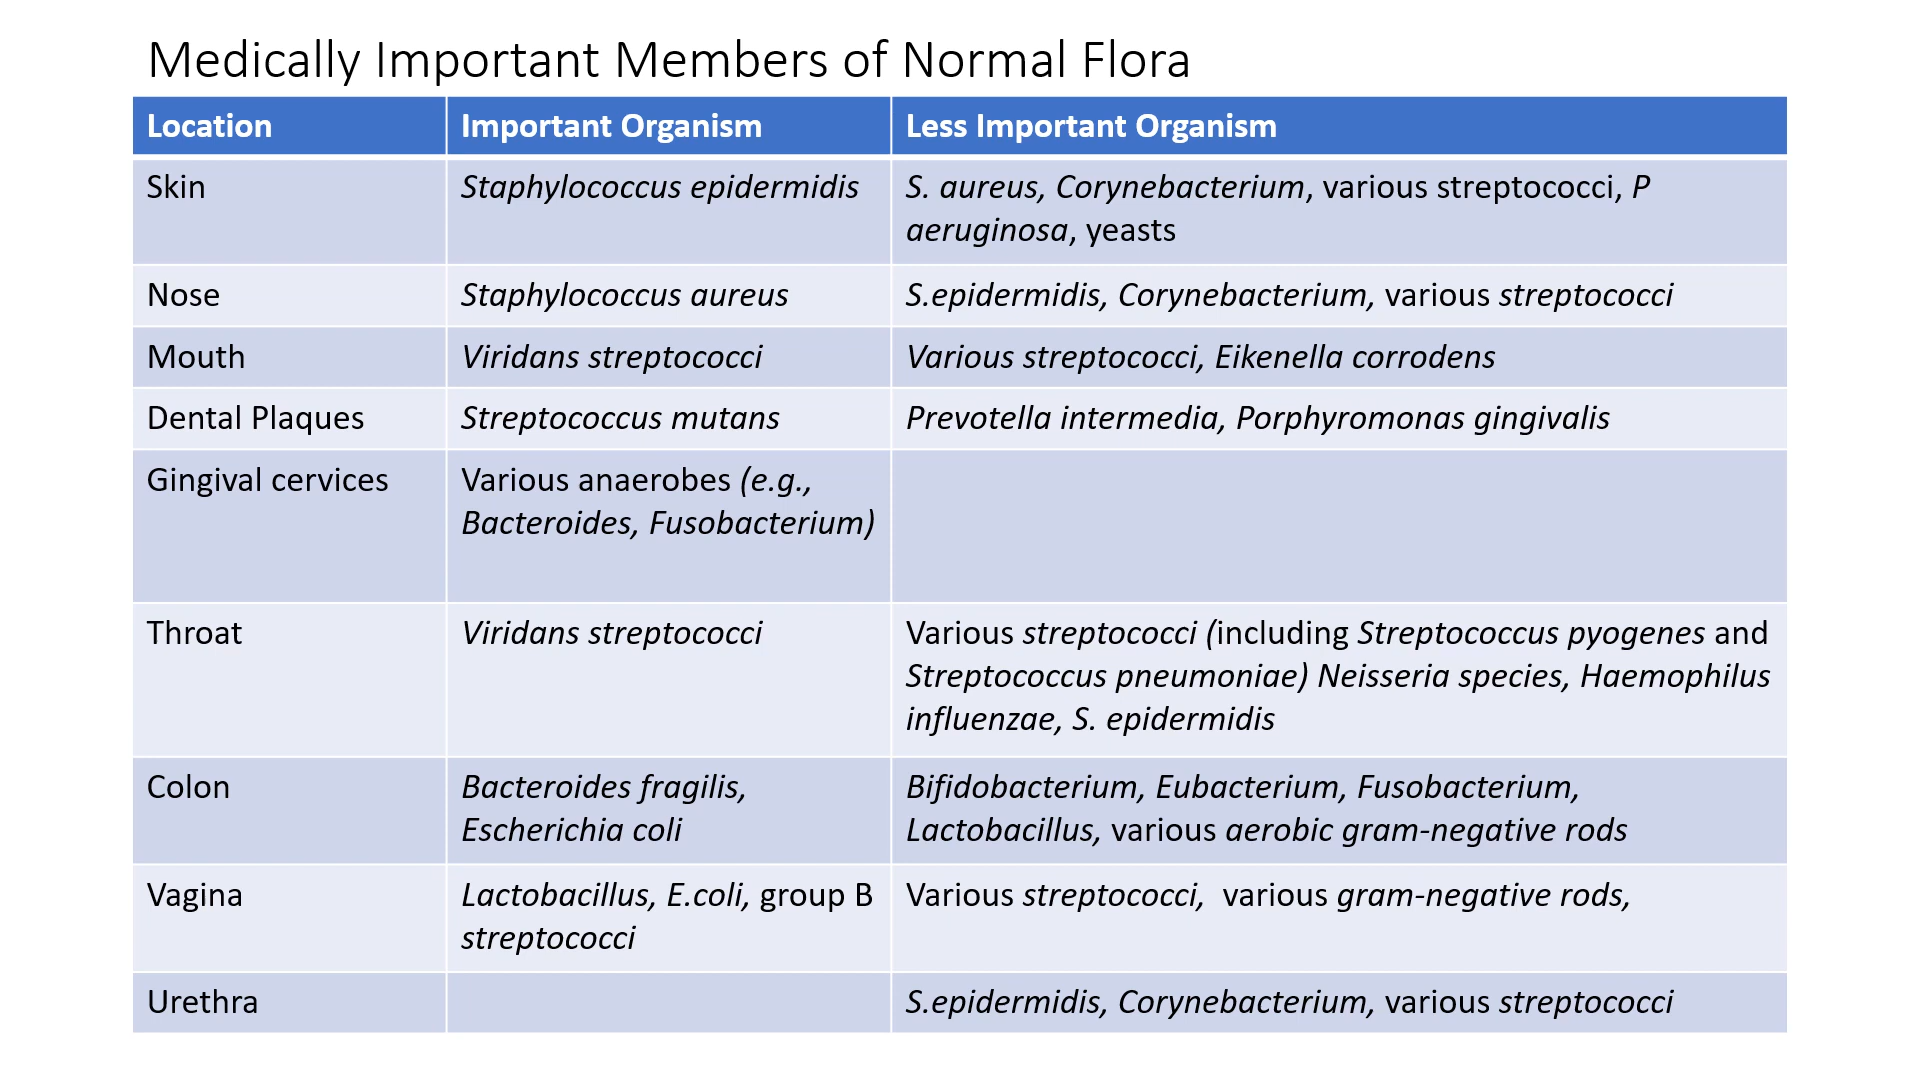 Medically Important Members of Normal Flora
Location
Important Organism
Less Important Organism
Skin
Staphylococcus epidermidis
S. aureus, Corynebacterium, various streptococci, P
aeruginosa, yeasts
Nose
Staphylococcus aureus
S.epidermidis, Corynebacterium, various streptococci
Mouth
Viridans streptococci
Various streptococci, Eikenella corrodens
Dental Plaques
Streptococcus mutans
Prevotella intermedia, Porphyromonas gingivalis
Gingival cervices
Various anaerobes (e.g.,
Bacteroides, Fusobacterium)
Throat
Viridans streptococci
Various streptococci (including Streptococcus pyogenes and
Streptococcus pneumoniae) Neisseria species, Haemophilus
influenzae, S. epidermidis
Colon
Bacteroides fragilis,
Escherichia coli
Bifidobacterium, Eubacterium, Fusobacterium,
Lactobacillus, various aerobic gram-negative rods
Vagina
Lactobacillus, E.coli, group B
streptococci
Various streptococci, various gram-negative rods,
Urethra
S.epidermidis, Corynebacterium, various streptococci